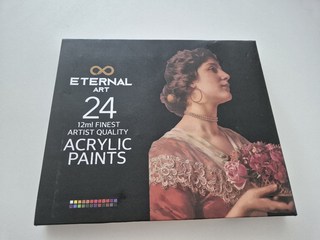 ETERNAL
ART
24
12ml FINEST
ARTIST QUALITY
ACRYLIC
PAINTS